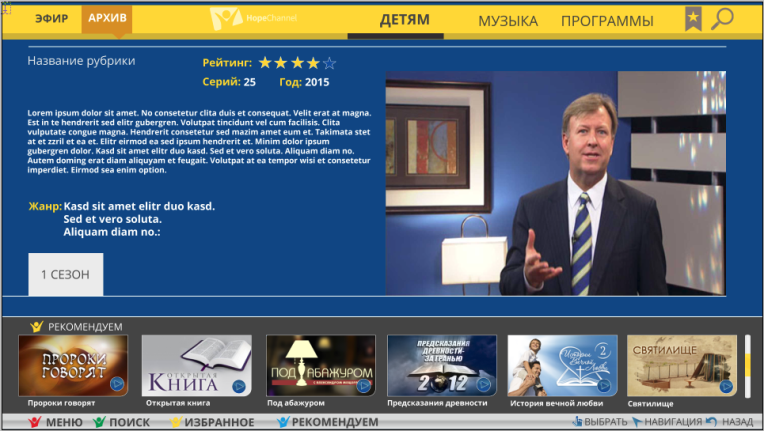 ЭФИР
АРХИВ
HopeChannel
ДЕТЯМ
МУЗЫКА
ПРОГРАММЫ
Название рубрики
Рейтинг:
Серий: 25
Год: 2015
Lorem ipsum dolor sit amet. No consetetur clita duis et consequat. Velit erat at magna.
Est in te hendrerit sed elitr gubergren. Voluptat tincidunt vel cum facilisis. Clita
vulputate congue magna. Hendrerit consetetur sed mazim amet eum et. Takimata stet
at et zzril et ea et. Elitr eirmod ea sed ipsum hendrerit et. Minim dolor ipsum
gubergren dolor. Kasd sit amet elitr duo kasd. Sed et vero soluta. Aliquam diam no.
Autem doming erat diam aliquyam et feugait. Voluptat at ea tempor wisi et consetetur
imperdiet. Eirmod sea enim option.
Жанр: Kasd sit amet elitr duo kasd.
Sed et vero soluta.
Aliquam diam no.:
1 СЕЗОН
РЕКОМЕНДУЕМ
ПРОРОКИ
ГОВОРЯТ
ОТКРЫТАЯ
КНИГА
ПОД АБАЖУРОМ
ПРЕДСКАЗАНИЯ
ДРЕВНОСТИ-
ЗА ГРАНЬЮ
2012
История
Вечной
Любви
2
СВЯТИЛИЩЕ
Пророки говорят
Открытая книга
Под абажуром
Предсказания древности
История вечной любви
Святилище
МЕНЮ
ПОИСК
ИЗБРАННОЕ
РЕКОМЕНДУЕМ
ВЫБРАТЬ
НАВИГАЦИЯ
НАЗАД